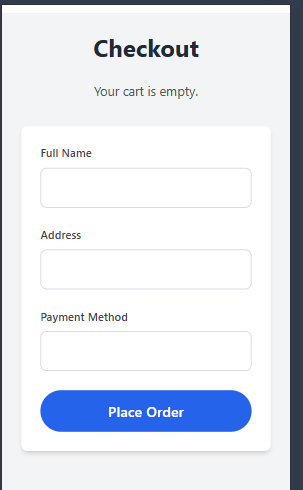 Checkout
Your cart is empty.
Full Name
Address
Payment Method
Place Order